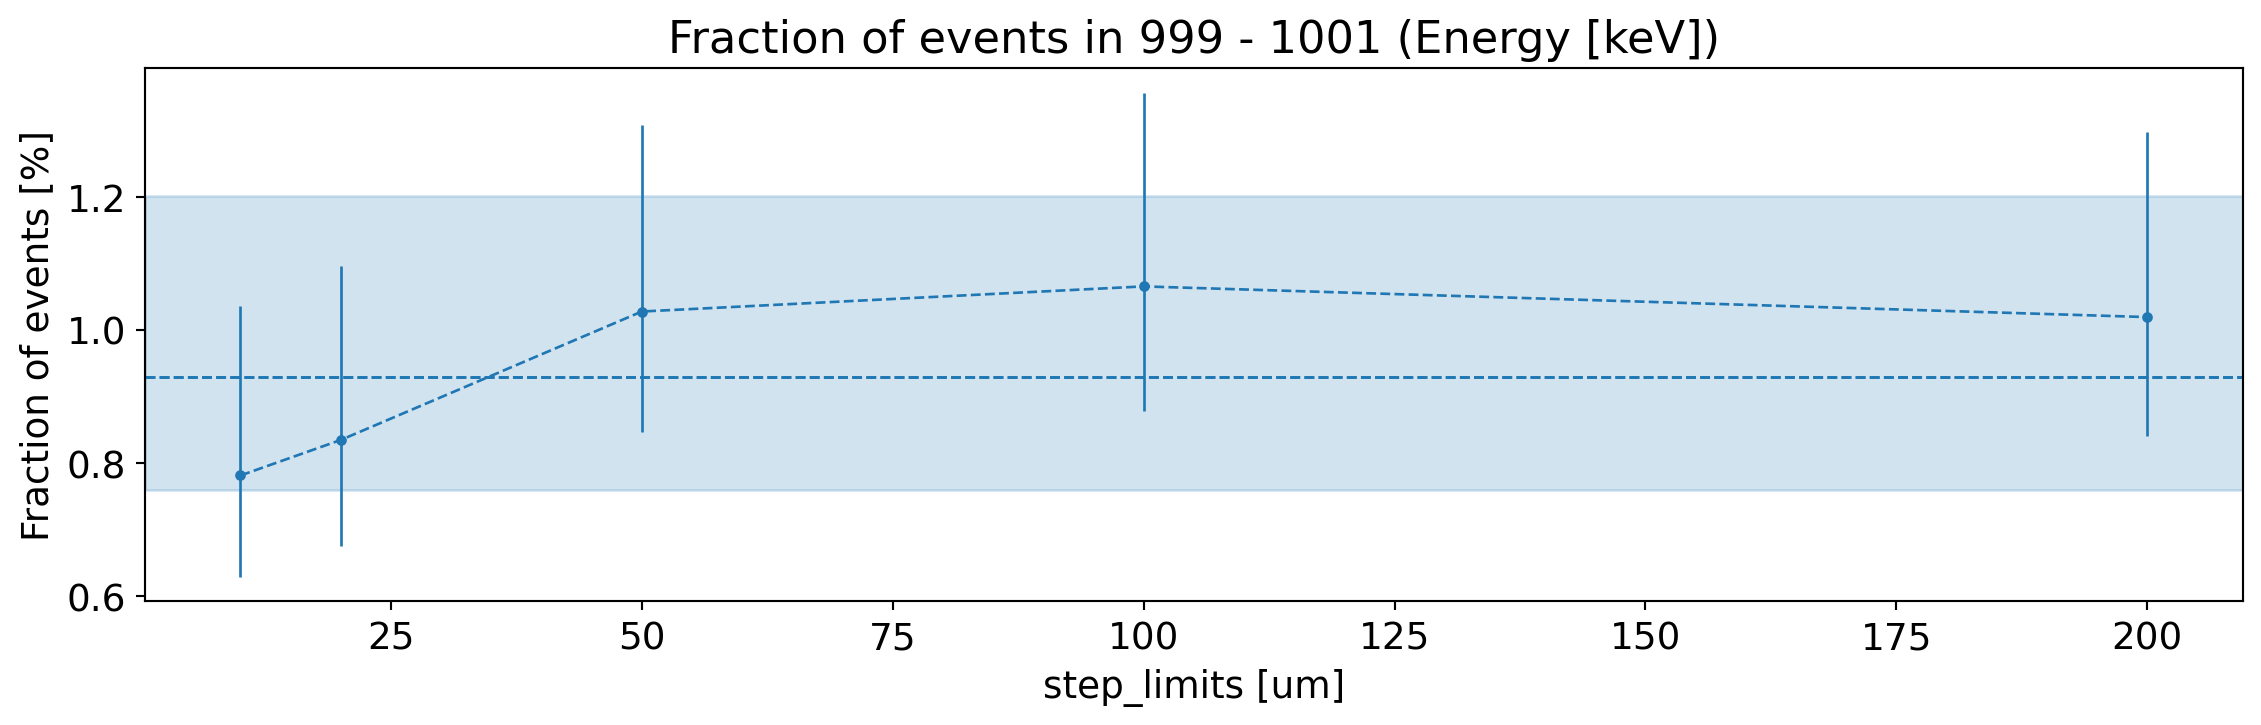 Fraction of events in 999 - 1001 (Energy [keV])
Fraction of events [%]
1.2
1.0
0.8
0.6
25 50 75 100 125 150 175 200
step_limits [um]